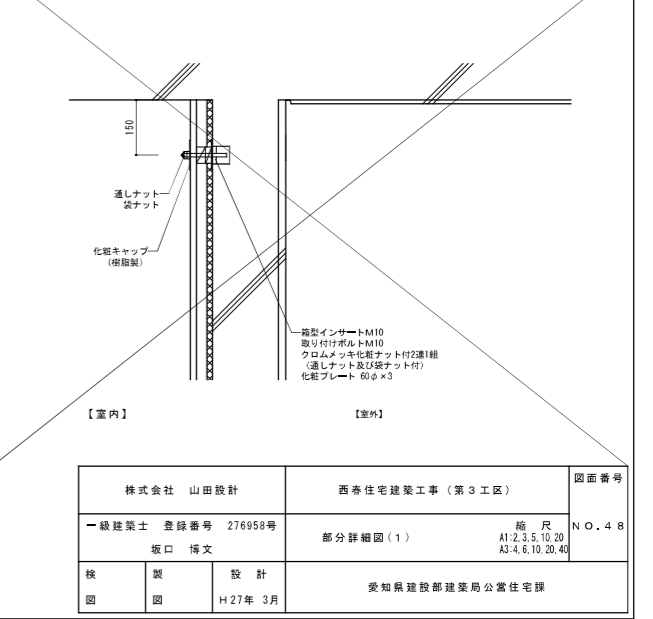 150
通しナット
袋ナット
化粧キャップ
(樹脂製)
箱型インサートM10
取り付けボルトM10
クロムメッキ化粧ナット付2連1組
(通しナット及び袋ナット付)
化粧プレート 60φ×3
【室内】
【室外】
株式会社 山田設計
西春住宅建築工事(第3工区)
図面番号
一級建築士 登録番号 276958号
坂口 博文
部分詳細図(1)
縮 尺
A1:2,3,5,10,20
A3:4,6,10,20,40
NO.48
検
図
製
図
設 計
H27年 3月
愛知県建設部建築局公営住宅課